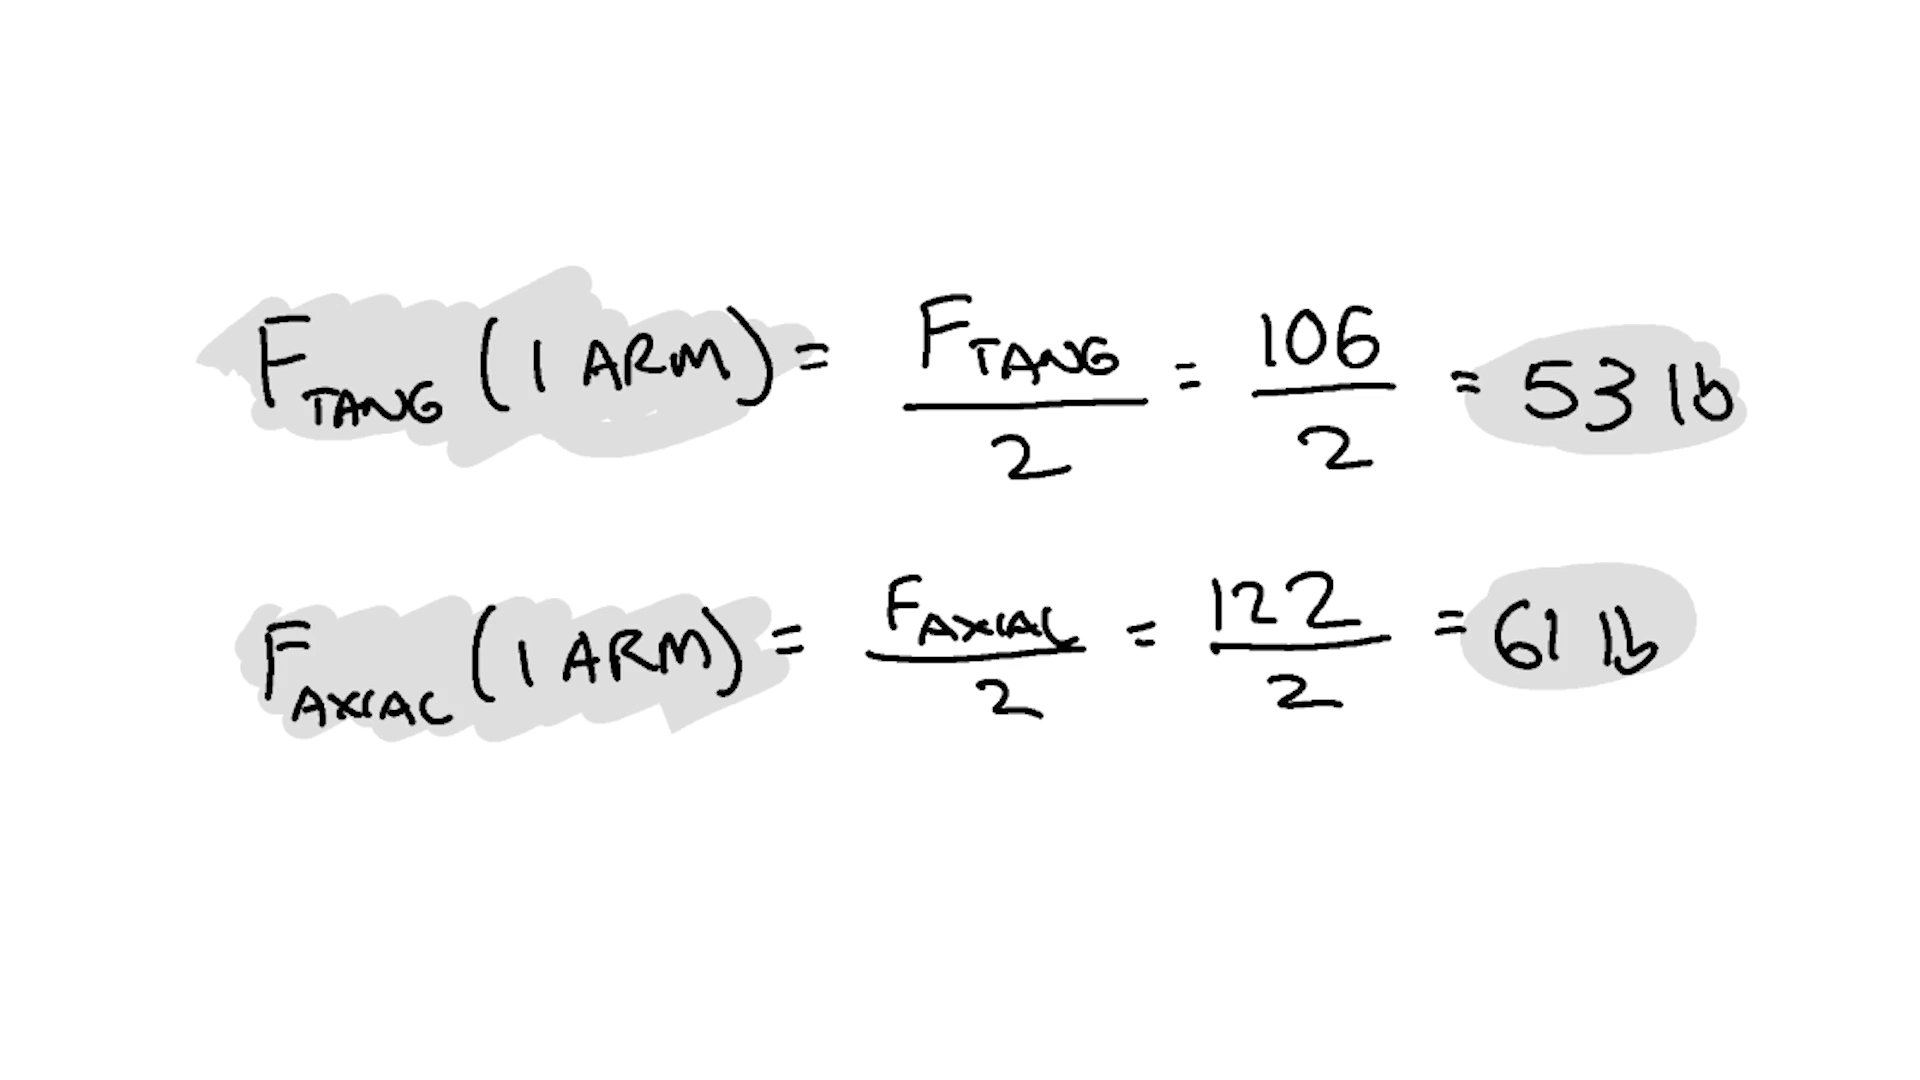 F_TANG (1 ARM) = F_TANG / 2 = 106 / 2 = 53 lb
F_AXIAL (1 ARM) = F_AXIAL / 2 = 122 / 2 = 61 lb